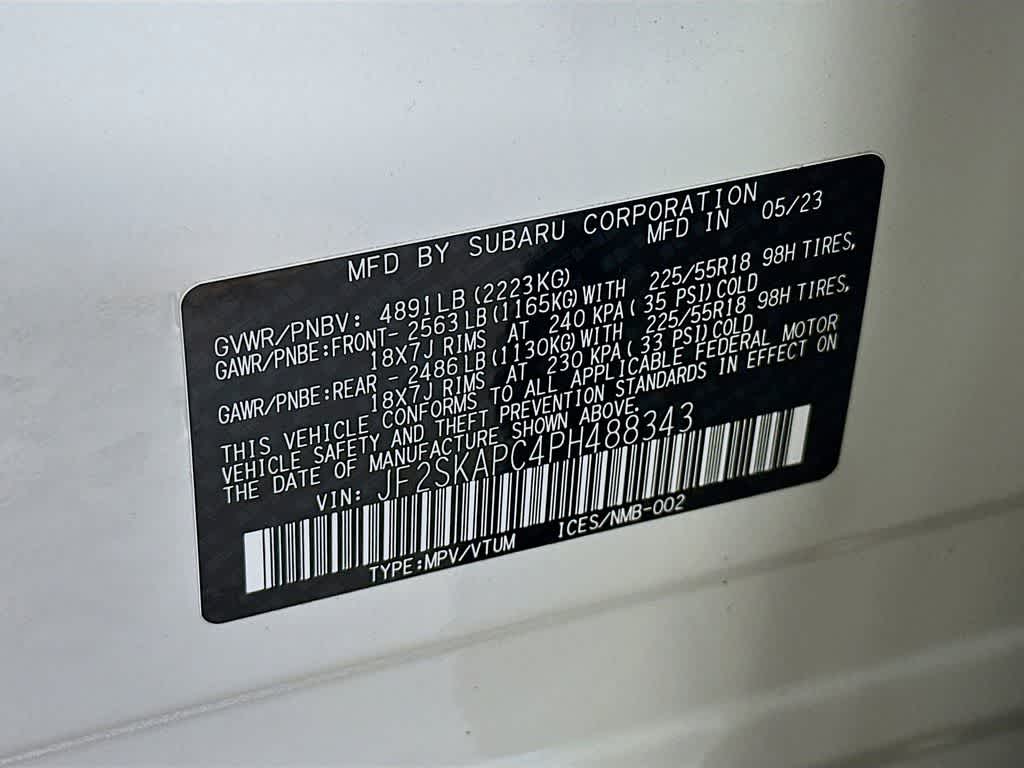 MFD BY SUBARU CORPORATION
MFD IN 05/23
GVWR/PNBV: 4891LB(2223KG)
GAWR/PNBE:FRONT- 2563LB(1165KG)WITH 225/55R18 98H TIRES,
18X7J RIMS AT 240 KPA(35 PSI)COLD
GAWR/PNBE:REAR - 2486LB(1130KG)WITH 225/55R18 98H TIRES,
18X7J RIMS AT 230 KPA(33 PSI)COLD
THIS VEHICLE CONFORMS TO ALL APPLICABLE FEDERAL MOTOR
VEHICLE SAFETY AND THEFT PREVENTION STANDARDS IN EFFECT ON
THE DATE OF MANUFACTURE SHOWN ABOVE.
VIN: JF2SKAPC4PH488343
TYPE:MPV/VTUM ICES/NMB-002